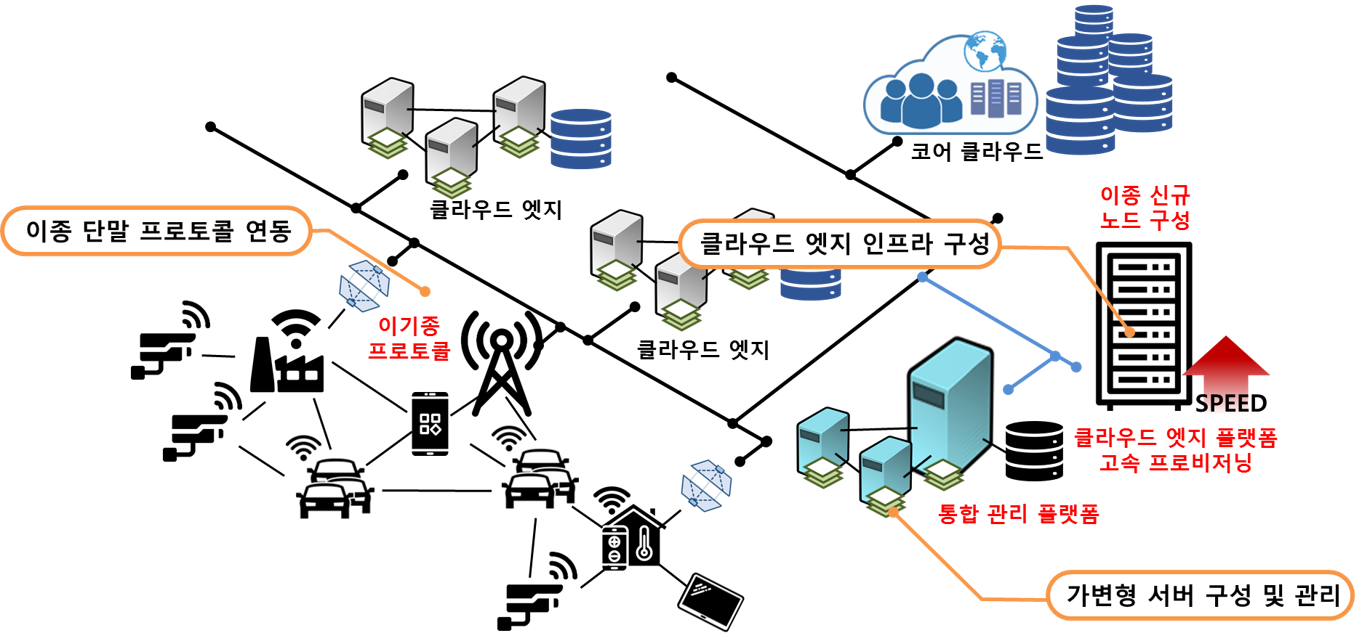 코어 클라우드
이종 신규
노드 구성
클라우드 엣지
이종 단말 프로토콜 연동
클라우드 엣지 인프라 구성
이기종
프로토콜
클라우드 엣지
SPEED
클라우드 엣지 플랫폼
고속 프로비저닝
통합 관리 플랫폼
가변형 서버 구성 및 관리